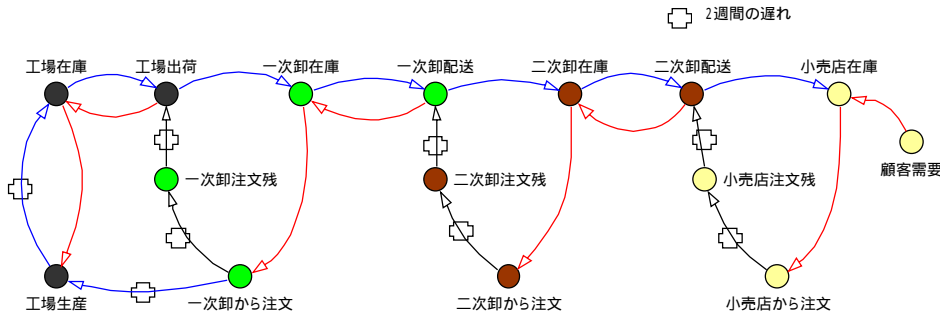 2週間の遅れ
工場在庫
工場出荷
一次卸在庫
一次卸配送
二次卸在庫
二次卸配送
小売店在庫
顧客需要
一次卸注文残
二次卸注文残
小売店注文残
工場生産
一次卸から注文
二次卸から注文
小売店から注文